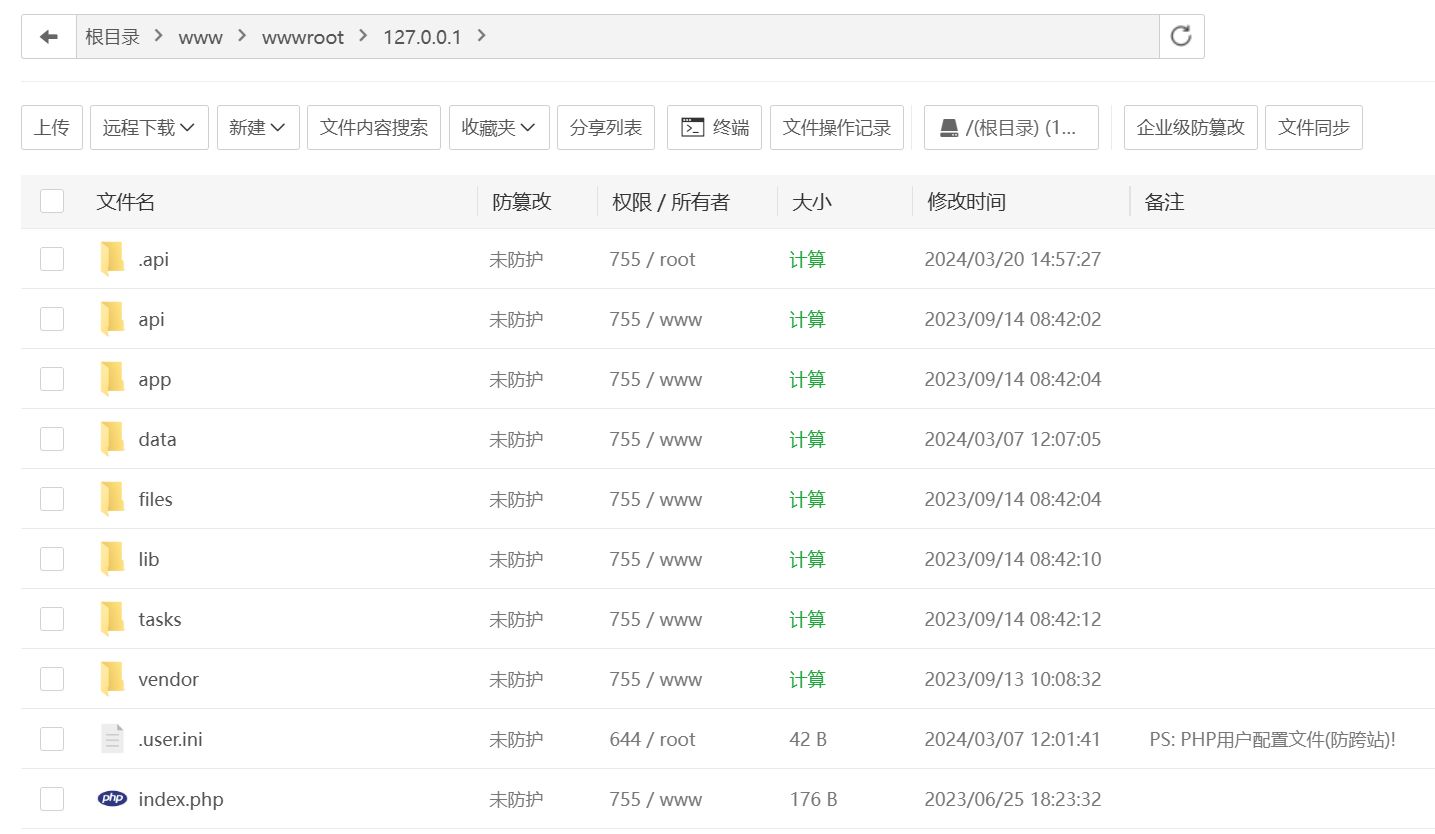 根目录 www wwwroot 127.0.0.1
上传 远程下载 新建 文件内容搜索 收藏夹 分享列表 终端 文件操作记录 /(根目录) (1... 企业级防篡改 文件同步
文件名 防篡改 权限 / 所有者 大小 修改时间 备注
.api 未防护 755 / root 计算 2024/03/20 14:57:27
api 未防护 755 / www 计算 2023/09/14 08:42:02
app 未防护 755 / www 计算 2023/09/14 08:42:04
data 未防护 755 / www 计算 2024/03/07 12:07:05
files 未防护 755 / www 计算 2023/09/14 08:42:04
lib 未防护 755 / www 计算 2023/09/14 08:42:10
tasks 未防护 755 / www 计算 2023/09/14 08:42:12
vendor 未防护 755 / www 计算 2023/09/13 10:08:32
.user.ini 未防护 644 / root 42 B 2024/03/07 12:01:41 PS: PHP用户配置文件(防跨站)!
php index.php 未防护 755 / www 176 B 2023/06/25 18:23:32